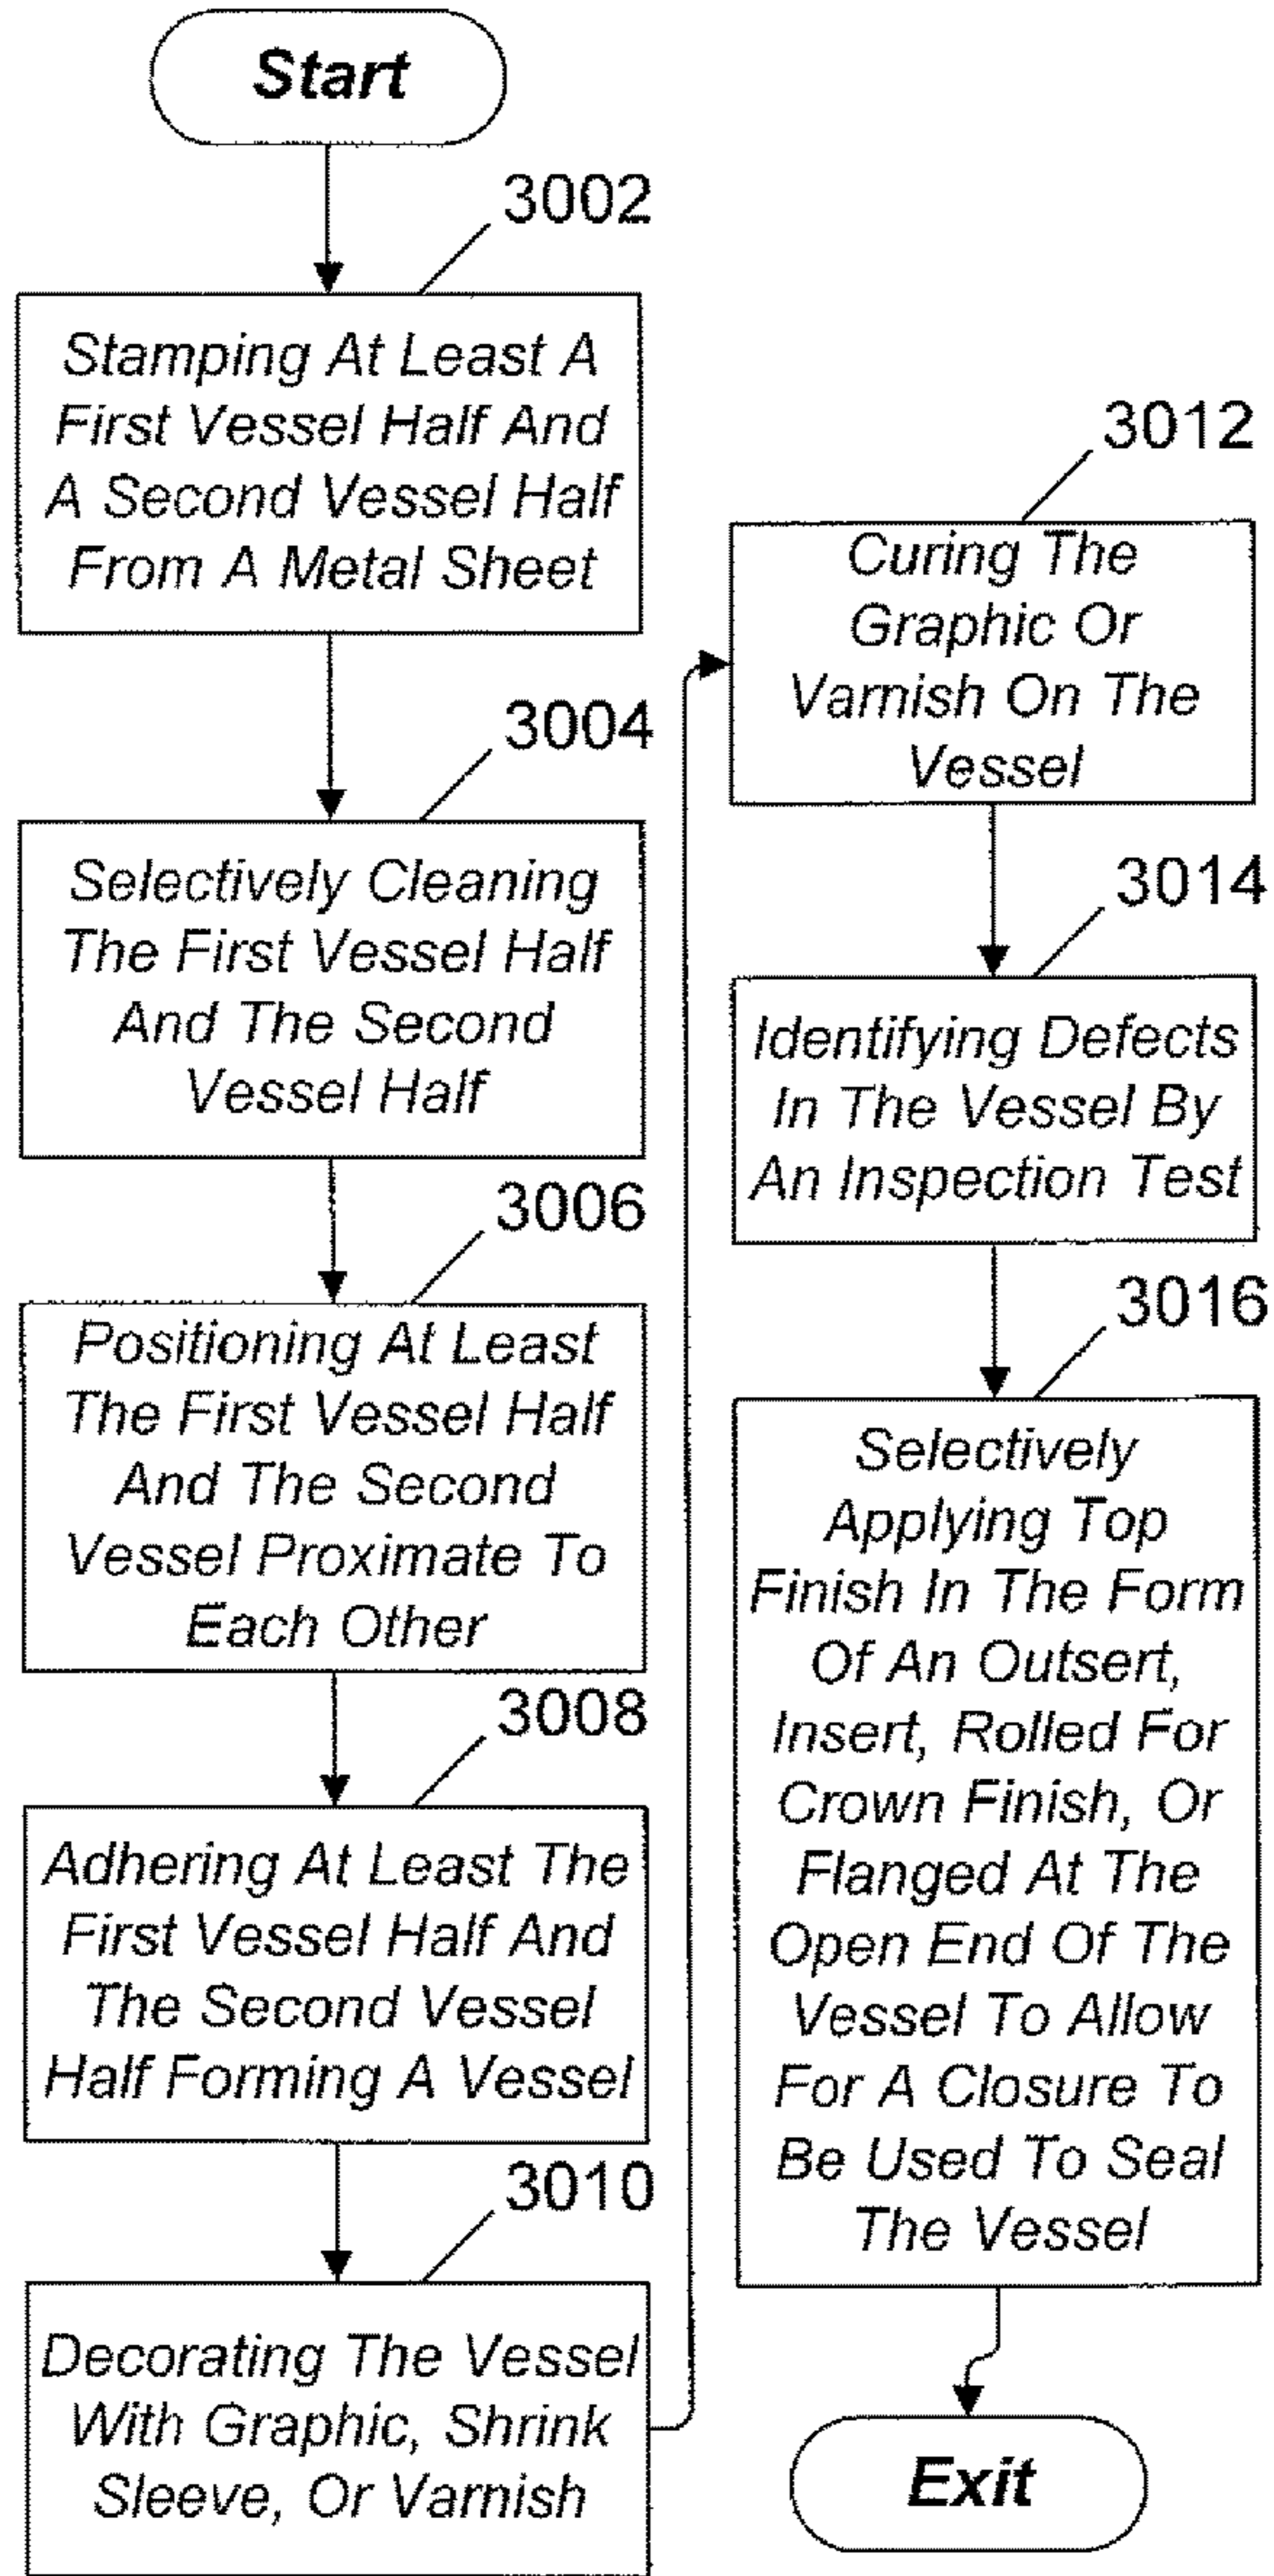 Start
3002
Stamping At Least A
First Vessel Half And
A Second Vessel Half
From A Metal Sheet
3004
Selectively Cleaning
The First Vessel Half
And The Second
Vessel Half
3006
Positioning At Least
The First Vessel Half
And The Second
Vessel Proximate To
Each Other
3008
Adhering At Least The
First Vessel Half And
The Second Vessel
Half Forming A Vessel
3010
Decorating The Vessel
With Graphic, Shrink
Sleeve, Or Varnish
3012
Curing The
Graphic Or
Varnish On The
Vessel
3014
Identifying Defects
In The Vessel By
An Inspection Test
3016
Selectively
Applying Top
Finish In The Form
Of An Outsert,
Insert, Rolled For
Crown Finish, Or
Flanged At The
Open End Of The
Vessel To Allow
For A Closure To
Be Used To Seal
The Vessel
Exit